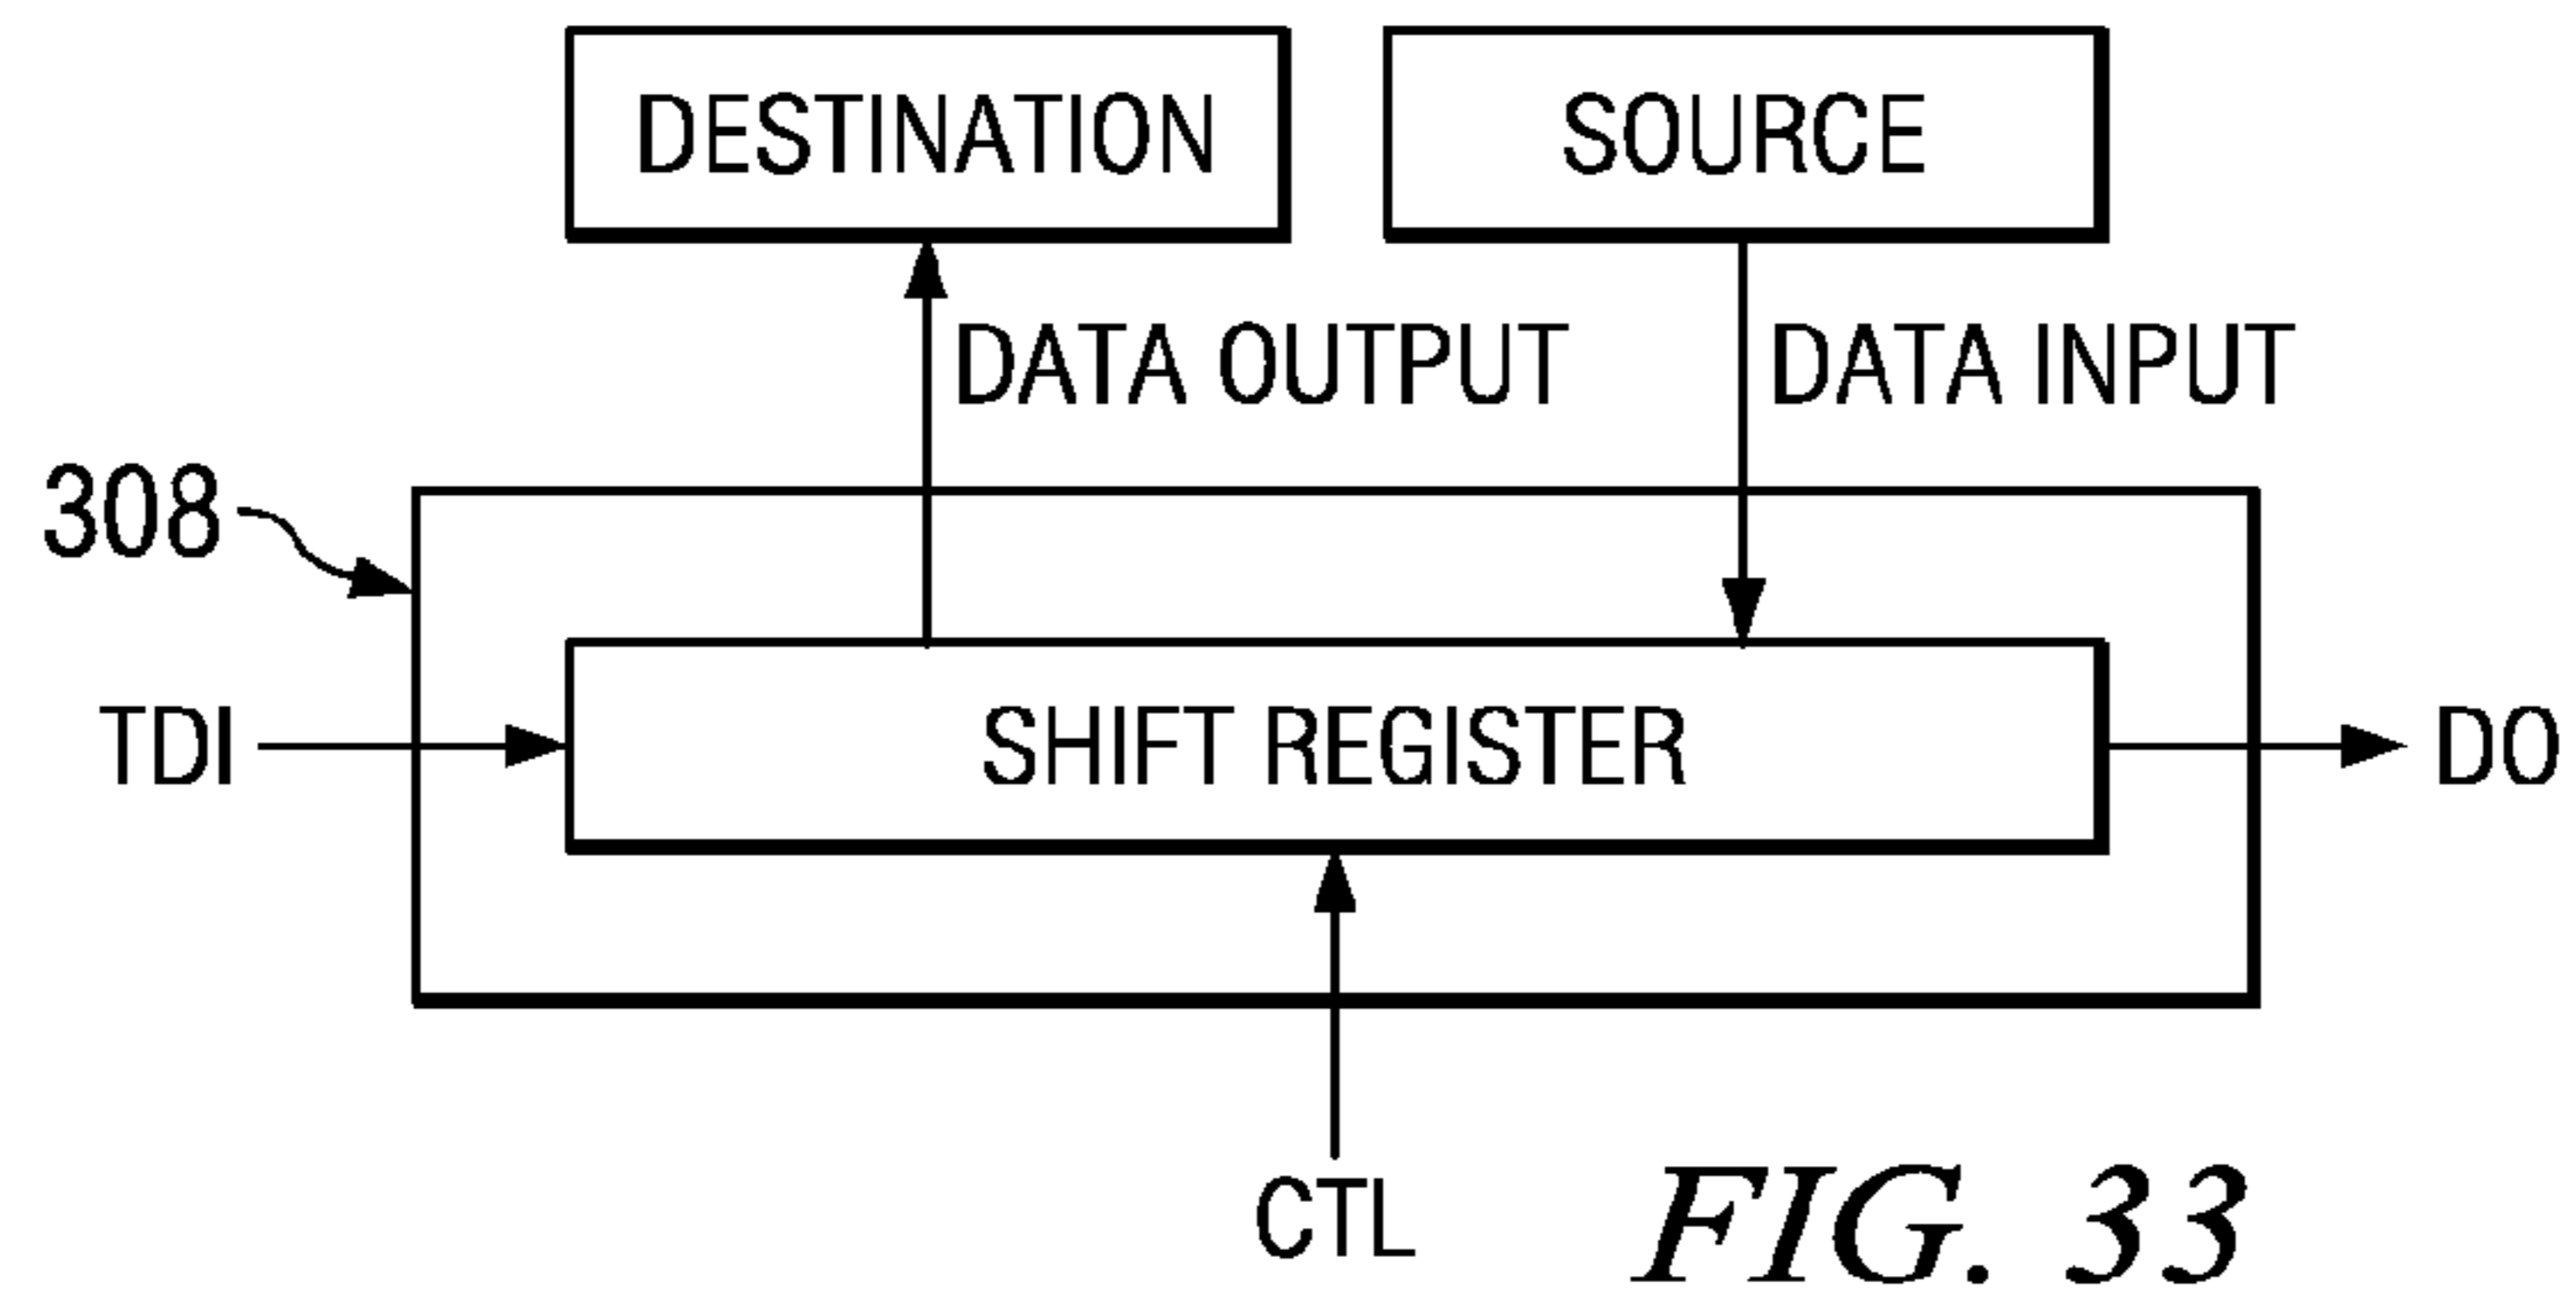 DESTINATION
SOURCE
DATA OUTPUT
DATA INPUT
308
TDI
SHIFT REGISTER
DO
CTL
FIG. 33